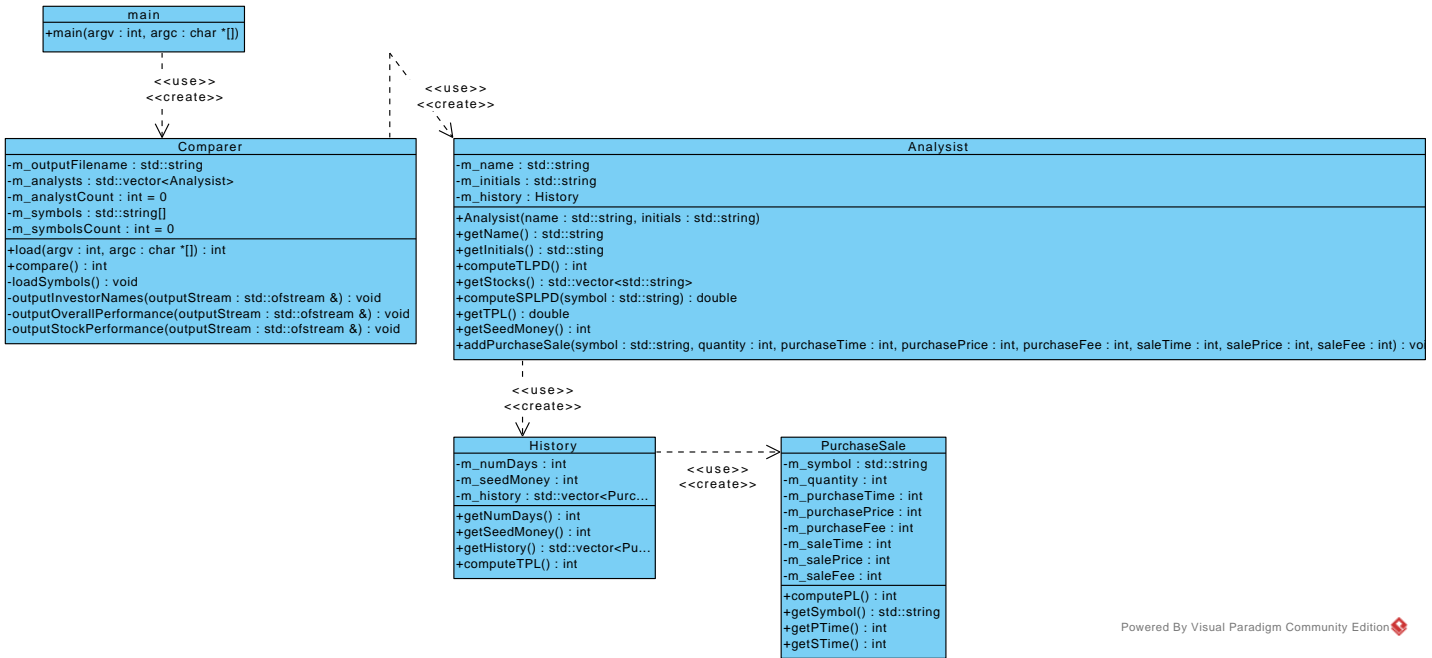 main
+main(argv : int, argc : char *[])
<<use>>
<<create>>
<<use>>
<<create>>
Comparer
-m_outputFilename : std::string
-m_analysts : std::vector<Analysist>
-m_analystCount : int = 0
-m_symbols : std::string[]
-m_symbolsCount : int = 0
+load(argv : int, argc : char *[]) : int
+compare() : int
-loadSymbols() : void
-outputInvestorNames(outputStream : std::ofstream &) : void
-outputOverallPerformance(outputStream : std::ofstream &) : void
-outputStockPerformance(outputStream : std::ofstream &) : void
Analysist
-m_name : std::string
-m_initials : std::string
-m_history : History
+Analysist(name : std::string, initials : std::string)
+getName() : std::string
+getInitials() : std::sting
+computeTLPD() : int
+getStocks() : std::vector<std::string>
+computeSPLPD(symbol : std::string) : double
+getTPL() : double
+getSeedMoney() : int
+addPurchaseSale(symbol : std::string, quantity : int, purchaseTime : int, purchasePrice : int, purchaseFee : int, saleTime : int, salePrice : int, saleFee : int) : voi
<<use>>
<<create>>
History
-m_numDays : int
-m_seedMoney : int
-m_history : std::vector<Purc...
+getNumDays() : int
+getSeedMoney() : int
+getHistory() : std::vector<Pu...
+computeTPL() : int
<<use>>
<<create>>
PurchaseSale
-m_symbol : std::string
-m_quantity : int
-m_purchaseTime : int
-m_purchasePrice : int
-m_purchaseFee : int
-m_saleTime : int
-m_salePrice : int
-m_saleFee : int
+computePL() : int
+getSymbol() : std::string
+getPTime() : int
+getSTime() : int
Powered By Visual Paradigm Community Edition